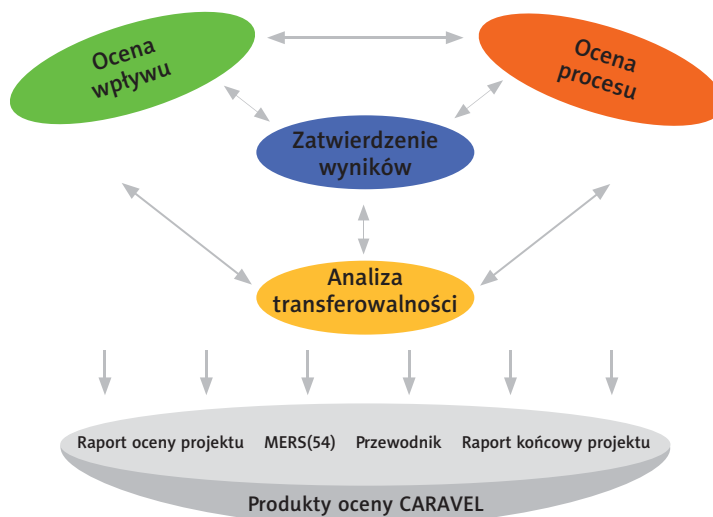 Ocena
wpływu
Ocena
procesu
Zatwierdzenie
wyników
Analiza
transferowalności
Raport oceny projektu MERS(54) Przewodnik Raport końcowy projektu
Produkty oceny CARAVEL